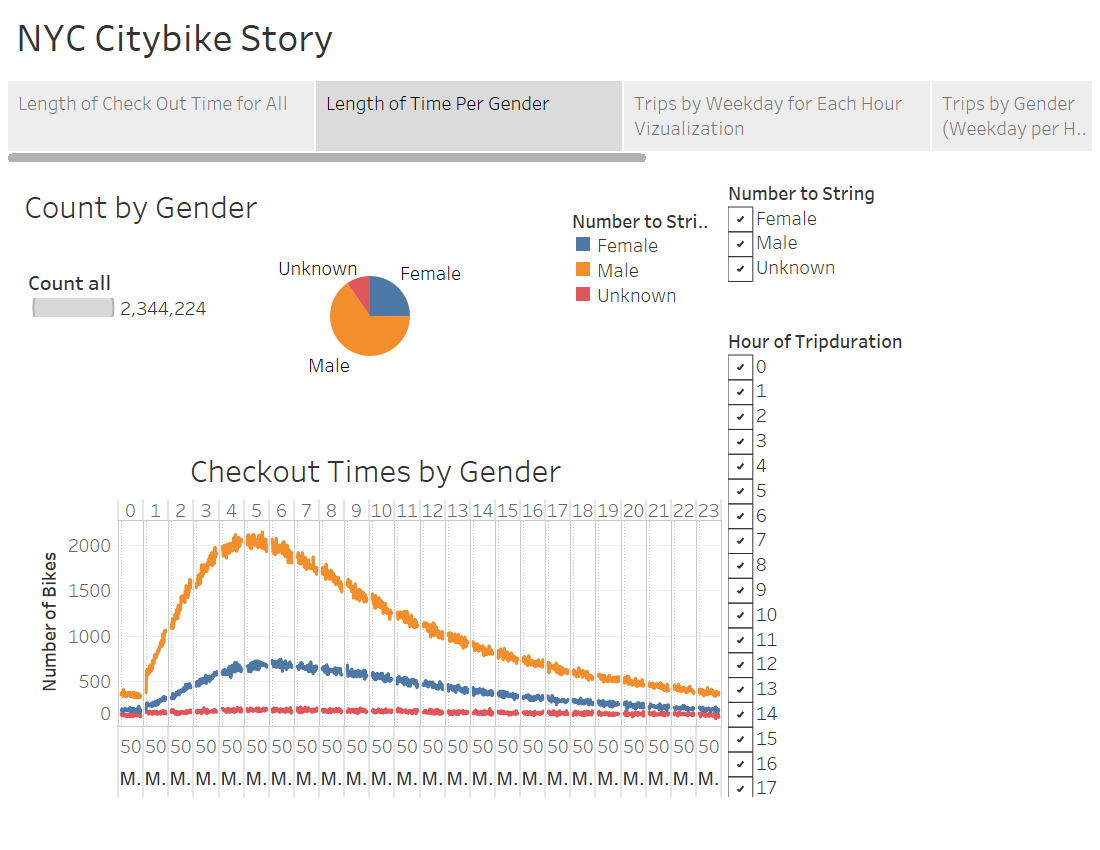 NYC Citybike Story
Length of Check Out Time for All
Length of Time Per Gender
Trips by Weekday for Each Hour
Vizualization
Trips by Gender
(Weekday per H..
Count by Gender
Count all
2,344,224
Unknown
Female
Male
Number to Stri..
Female
Male
Unknown
Number to String
Female
Male
Unknown
Hour of Tripduration
0
1
2
3
4
5
6
7
8
9
10
11
12
13
14
15
16
17
Checkout Times by Gender
0 1 2 3 4 5 6 7 8 9 10 11 12 13 14 15 16 17 18 19 20 21 22 23
Number of Bikes
2000
1500
1000
500
0
50 50 50 50 50 50 50 50 50 50 50 50 50 50 50 50 50 50 50 50 50 50 50 50
M. M. M. M. M. M. M. M. M. M. M. M. M. M. M. M. M. M. M. M. M. M. M. M.